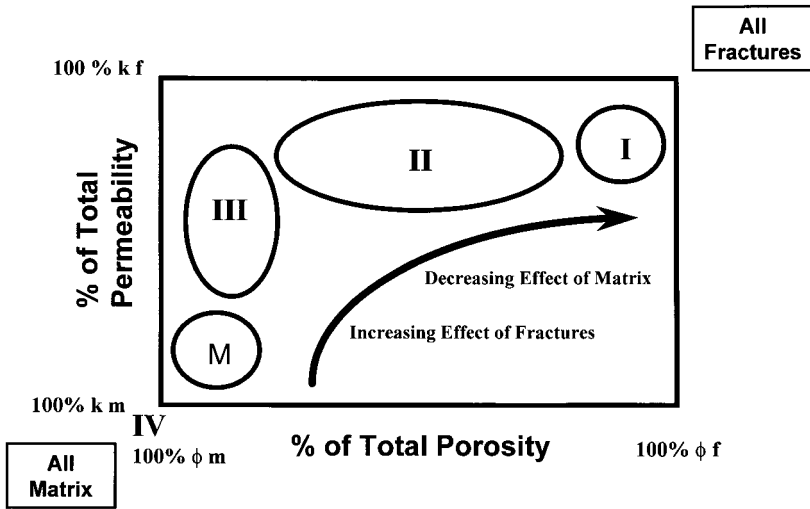 All
Fractures
100 % k f
% of Total
Permeability
I
II
III
M
Decreasing Effect of Matrix
Increasing Effect of Fractures
100% k m
IV
% of Total Porosity
100% ϕ m
100% ϕ f
All
Matrix